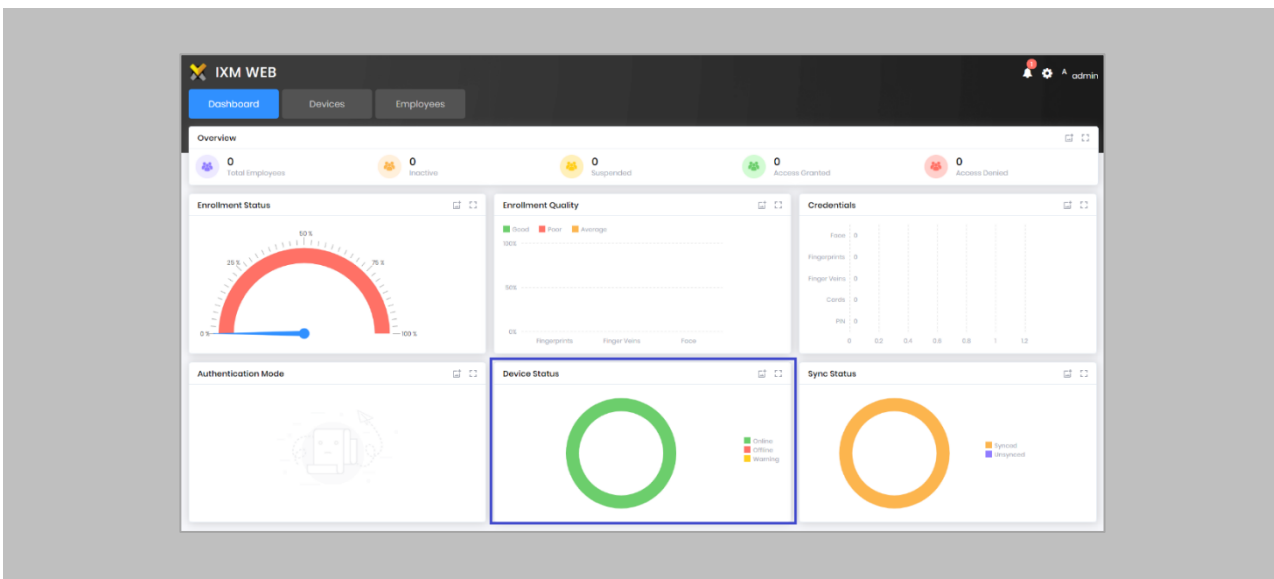 IXM WEB
1
A admin
Dashboard Devices Employees
Overview
0 0 0 0 0
Total Employees Inactive Suspended Access Granted Access Denied
Enrollment Status
50 %
25 % 75 %
0 % 100 %
Enrollment Quality
Good Poor Average
100%
50%
0%
Fingerprints Finger Veins Face
Credentials
Face 0
Fingerprints 0
Finger Veins 0
Cards 0
PIN 0
0 0.2 0.4 0.6 0.8 1 1.2
Authentication Mode
Device Status
Online
Offline
Warning
Sync Status
Synced
Unsynced